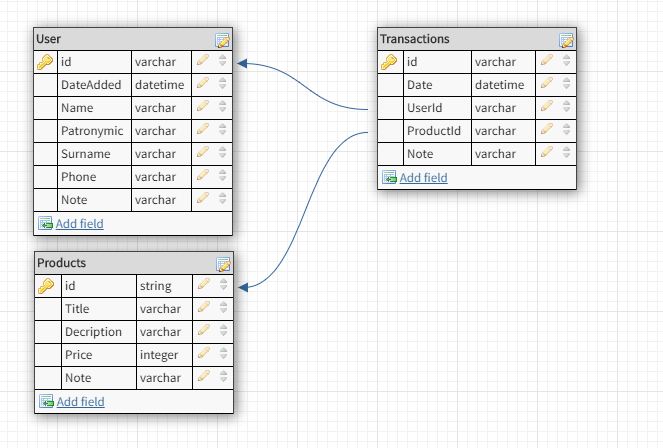 User
id varchar
DateAdded datetime
Name varchar
Patronymic varchar
Surname varchar
Phone varchar
Note varchar
Add field
Transactions
id varchar
Date datetime
UserId varchar
ProductId varchar
Note varchar
Add field
Products
id string
Title varchar
Decription varchar
Price integer
Note varchar
Add field